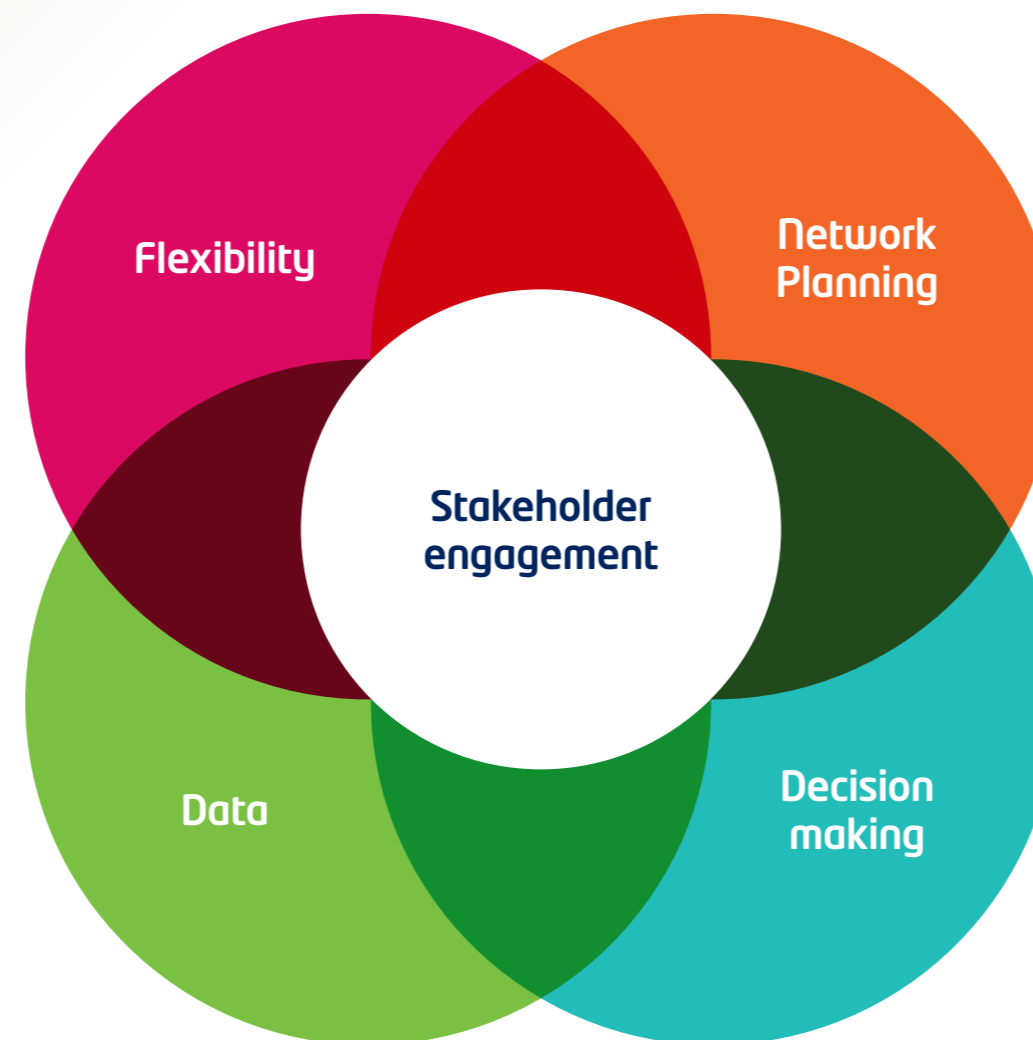 Flexibility
Network
Planning
Stakeholder
engagement
Data
Decision
making